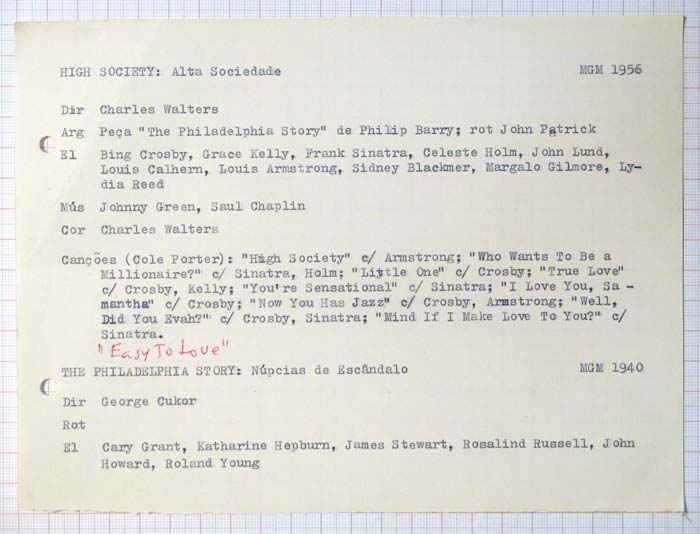 HIGH SOCIETY: Alta Sociedade MGM 1956
Dir Charles Walters
Arg Peça "The Philadelphia Story" de Philip Barry; rot John Patrick
El Bing Crosby, Grace Kelly, Frank Sinatra, Celeste Holm, John Lund,
Louis Calhern, Louis Armstrong, Sidney Blackmer, Margalo Gilmore, Ly-
dia Reed
Mús Johnny Green, Saul Chaplin
Cor Charles Walters
Canções (Cole Porter): "High Society" c/ Armstrong; "Who Wants To Be a
Millionaire?" c/ Sinatra, Holm; "Little One" c/ Crosby; "True Love"
c/ Crosby, Kelly; "You're Sensational" c/ Sinatra; "I Love You, Sa-
mantha" c/ Crosby; "Now You Has Jazz" c/ Crosby, Armstrong; "Well,
Did You Evah?" c/ Crosby, Sinatra; "Mind If I Make Love To You?" c/
Sinatra.
"Easy To Love"
THE PHILADELPHIA STORY: Núpcias de Escândalo MGM 1940
Dir George Cukor
Rot
El Cary Grant, Katharine Hepburn, James Stewart, Rosalind Russell, John
Howard, Roland Young